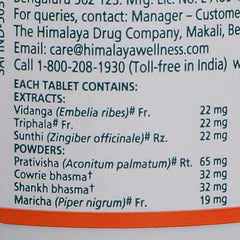 Bengaluru 562 123. Mfg. Lic. No.
For queries, contact: Manager – Custome
The Himalaya Drug Company, Makali, Be
Email: care@himalayawellness.com
Call 1-800-208-1930 (Toll-free in India)
EACH TABLET CONTAINS:
EXTRACTS:
Vidanga (Embelia ribes)# Fr. 22 mg
Triphala# Fr. 22 mg
Sunthi (Zingiber officinale)# Rz. 22 mg
POWDERS:
Prativisha (Aconitum palmatum)# Rt. 65 mg
Cowrie bhasma† 32 mg
Shankh bhasma† 32 mg
Maricha (Piper nigrum)# Fr. 19 mg